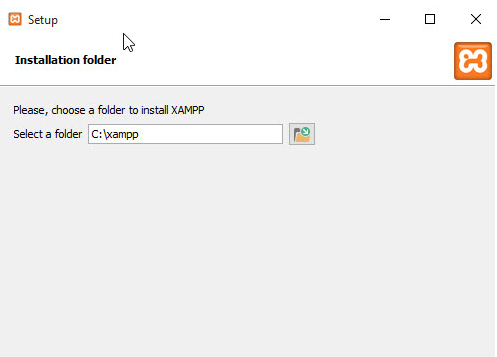 Setup
Installation folder
Please, choose a folder to install XAMPP
Select a folder C:\xampp